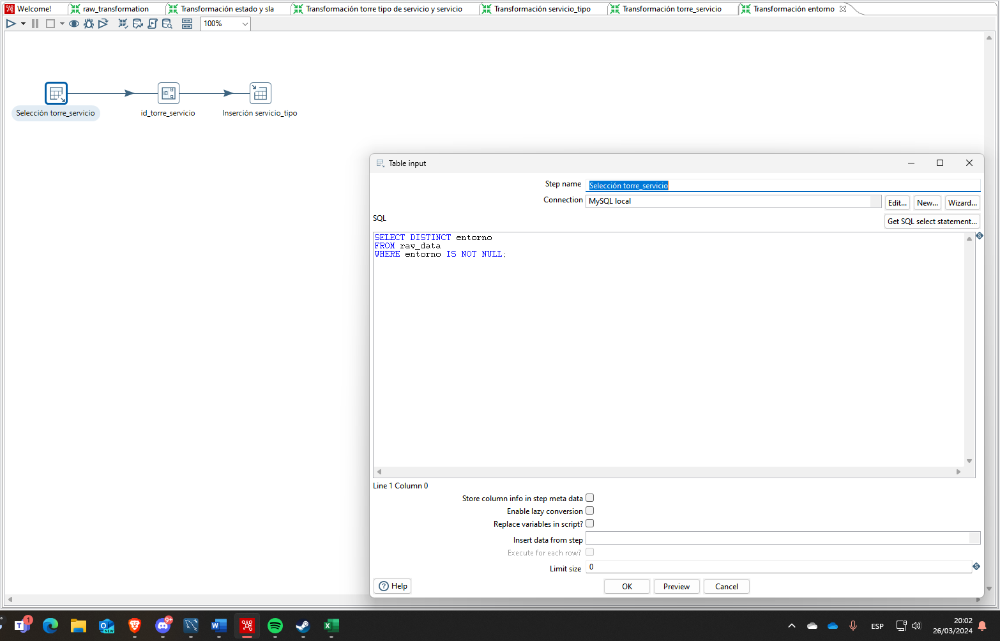 Welcome!
raw_transformation
Transformación estado y sla
Transformación torre tipo de servicio y servicio
Transformación servicio_tipo
Transformación torre_servicio
Transformación entorno
100%
Selección torre_servicio
id_torre_servicio
Inserción servicio_tipo
Table input
Step name
Selección torre_servicio
Connection
MySQL local
Edit...
New...
Wizard...
SQL
Get SQL select statement...
SELECT DISTINCT entorno
FROM raw_data
WHERE entorno IS NOT NULL;
Line 1 Column 0
Store column info in step meta data
Enable lazy conversion
Replace variables in script?
Insert data from step
Execute for each row?
Limit size
0
Help
OK
Preview
Cancel
1
NEW
9+
ESP
20:02
26/03/2024